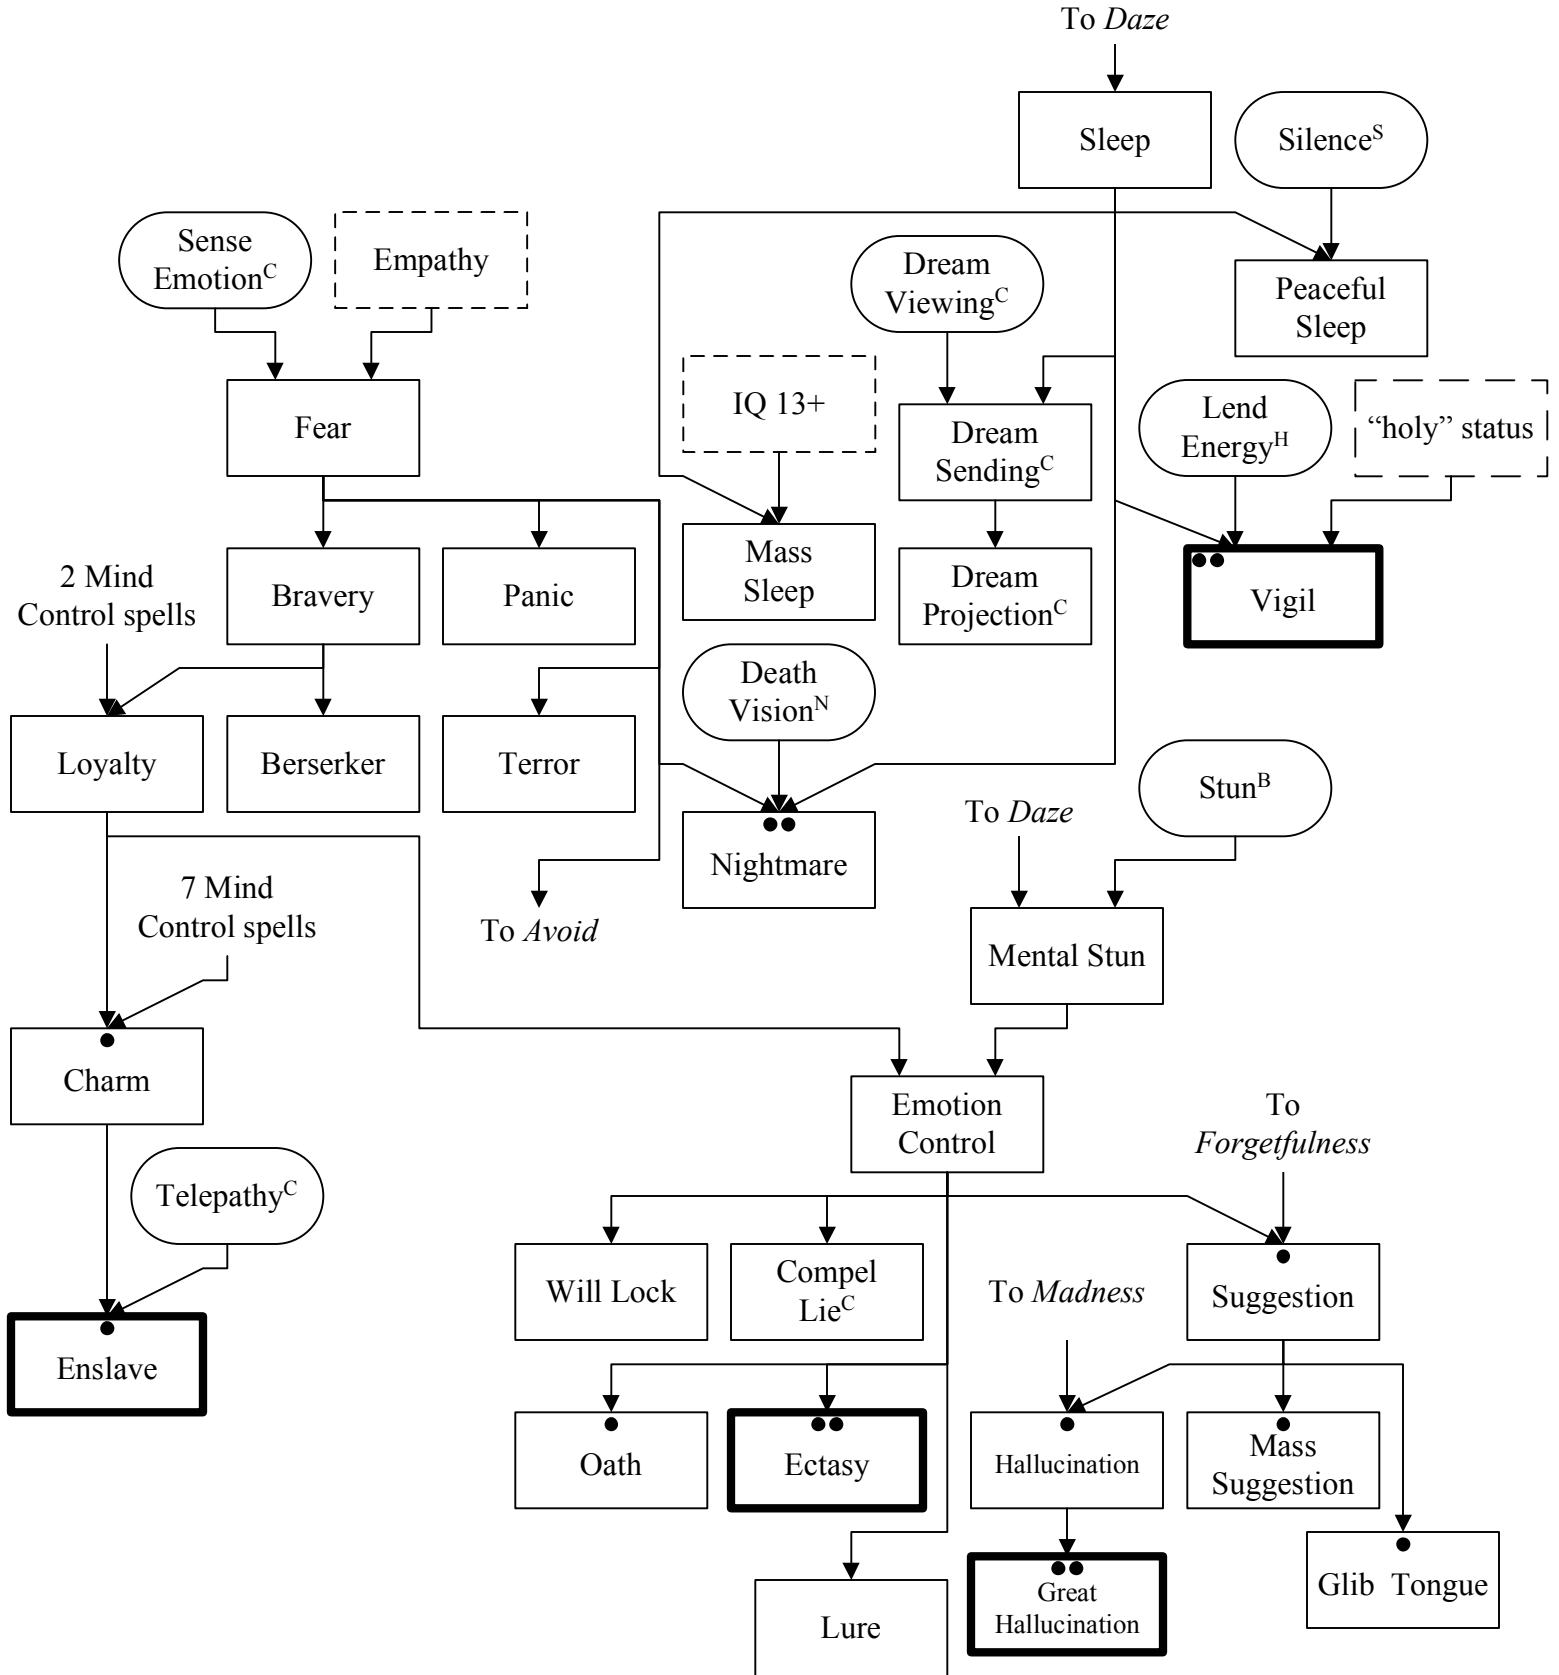 To Daze
Sleep
Silence^S
Sense
Emotion^C
Empathy
Dream
Viewing^C
Peaceful
Sleep
Fear
IQ 13+
Dream
Sending^C
Lend
Energy^H
“holy” status
2 Mind
Control spells
Bravery
Panic
Mass
Sleep
Dream
Projection^C
Vigil
Death
Vision^N
Loyalty
Berserker
Terror
Stun^B
To Daze
Nightmare
7 Mind
Control spells
To Avoid
Mental Stun
Charm
Emotion
Control
To
Forgetfulness
Telepathy^C
Will Lock
Compel
Lie^C
To Madness
Suggestion
Enslave
Oath
Ectasy
Hallucination
Mass
Suggestion
Great
Hallucination
Glib Tongue
Lure